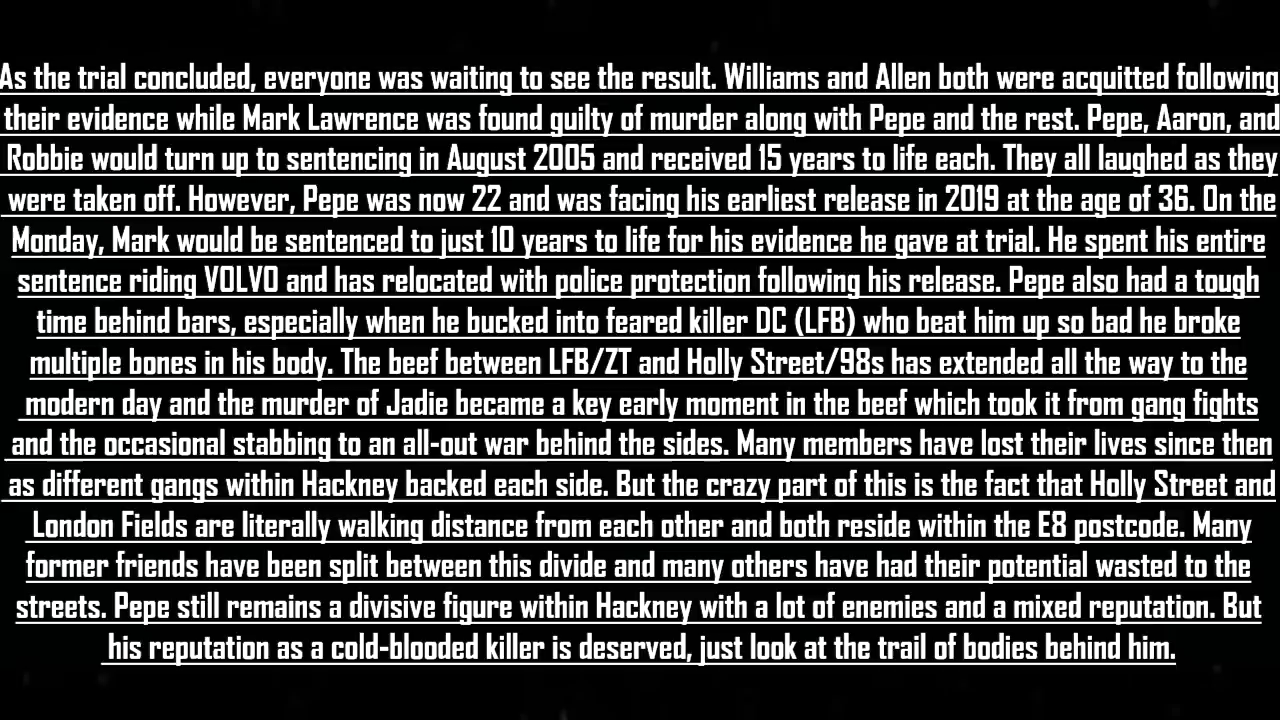 As the trial concluded, everyone was waiting to see the result. Williams and Allen both were acquitted following
their evidence while Mark Lawrence was found guilty of murder along with Pepe and the rest. Pepe, Aaron, and
Robbie would turn up to sentencing in August 2005 and received 15 years to life each. They all laughed as they
were taken off. However, Pepe was now 22 and was facing his earliest release in 2019 at the age of 36. On the
Monday, Mark would be sentenced to just 10 years to life for his evidence he gave at trial. He spent his entire
sentence riding VOLVO and has relocated with police protection following his release. Pepe also had a tough
time behind bars, especially when he bucked into feared killer DC (LFB) who beat him up so bad he broke
multiple bones in his body. The beef between LFB/ZT and Holly Street/98s has extended all the way to the
modern day and the murder of Jadie became a key early moment in the beef which took it from gang fights
and the occasional stabbing to an all-out war behind the sides. Many members have lost their lives since then
as different gangs within Hackney backed each side. But the crazy part of this is the fact that Holly Street and
London Fields are literally walking distance from each other and both reside within the E8 postcode. Many
former friends have been split between this divide and many others have had their potential wasted to the
streets. Pepe still remains a divisive figure within Hackney with a lot of enemies and a mixed reputation. But
his reputation as a cold-blooded killer is deserved, just look at the trail of bodies behind him.